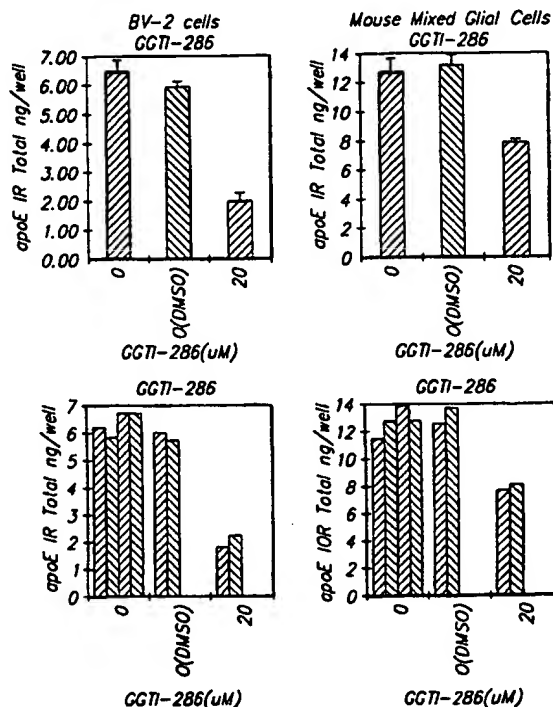 BV-2 cells
GGTI-286
apoE IR Total ng/well
7.00
6.00
5.00
4.00
3.00
2.00
1.00
0.00
0
0(DMSO)
20
GGTI-286(uM)
Mouse Mixed Glial Cells
GGTI-286
apoE IR Total ng/well
14
12
10
8
6
4
2
0
0
0(DMSO)
20
GGTI-286(uM)
GGTI-286
apoE IR Total ng/well
7
6
5
4
3
2
1
0
0
0(DMSO)
20
GGTI-286(uM)
GGTI-286
apoE IOR Total ng/well
14
12
10
8
6
4
2
0
0
0(DMSO)
20
GGTI-286(uM)